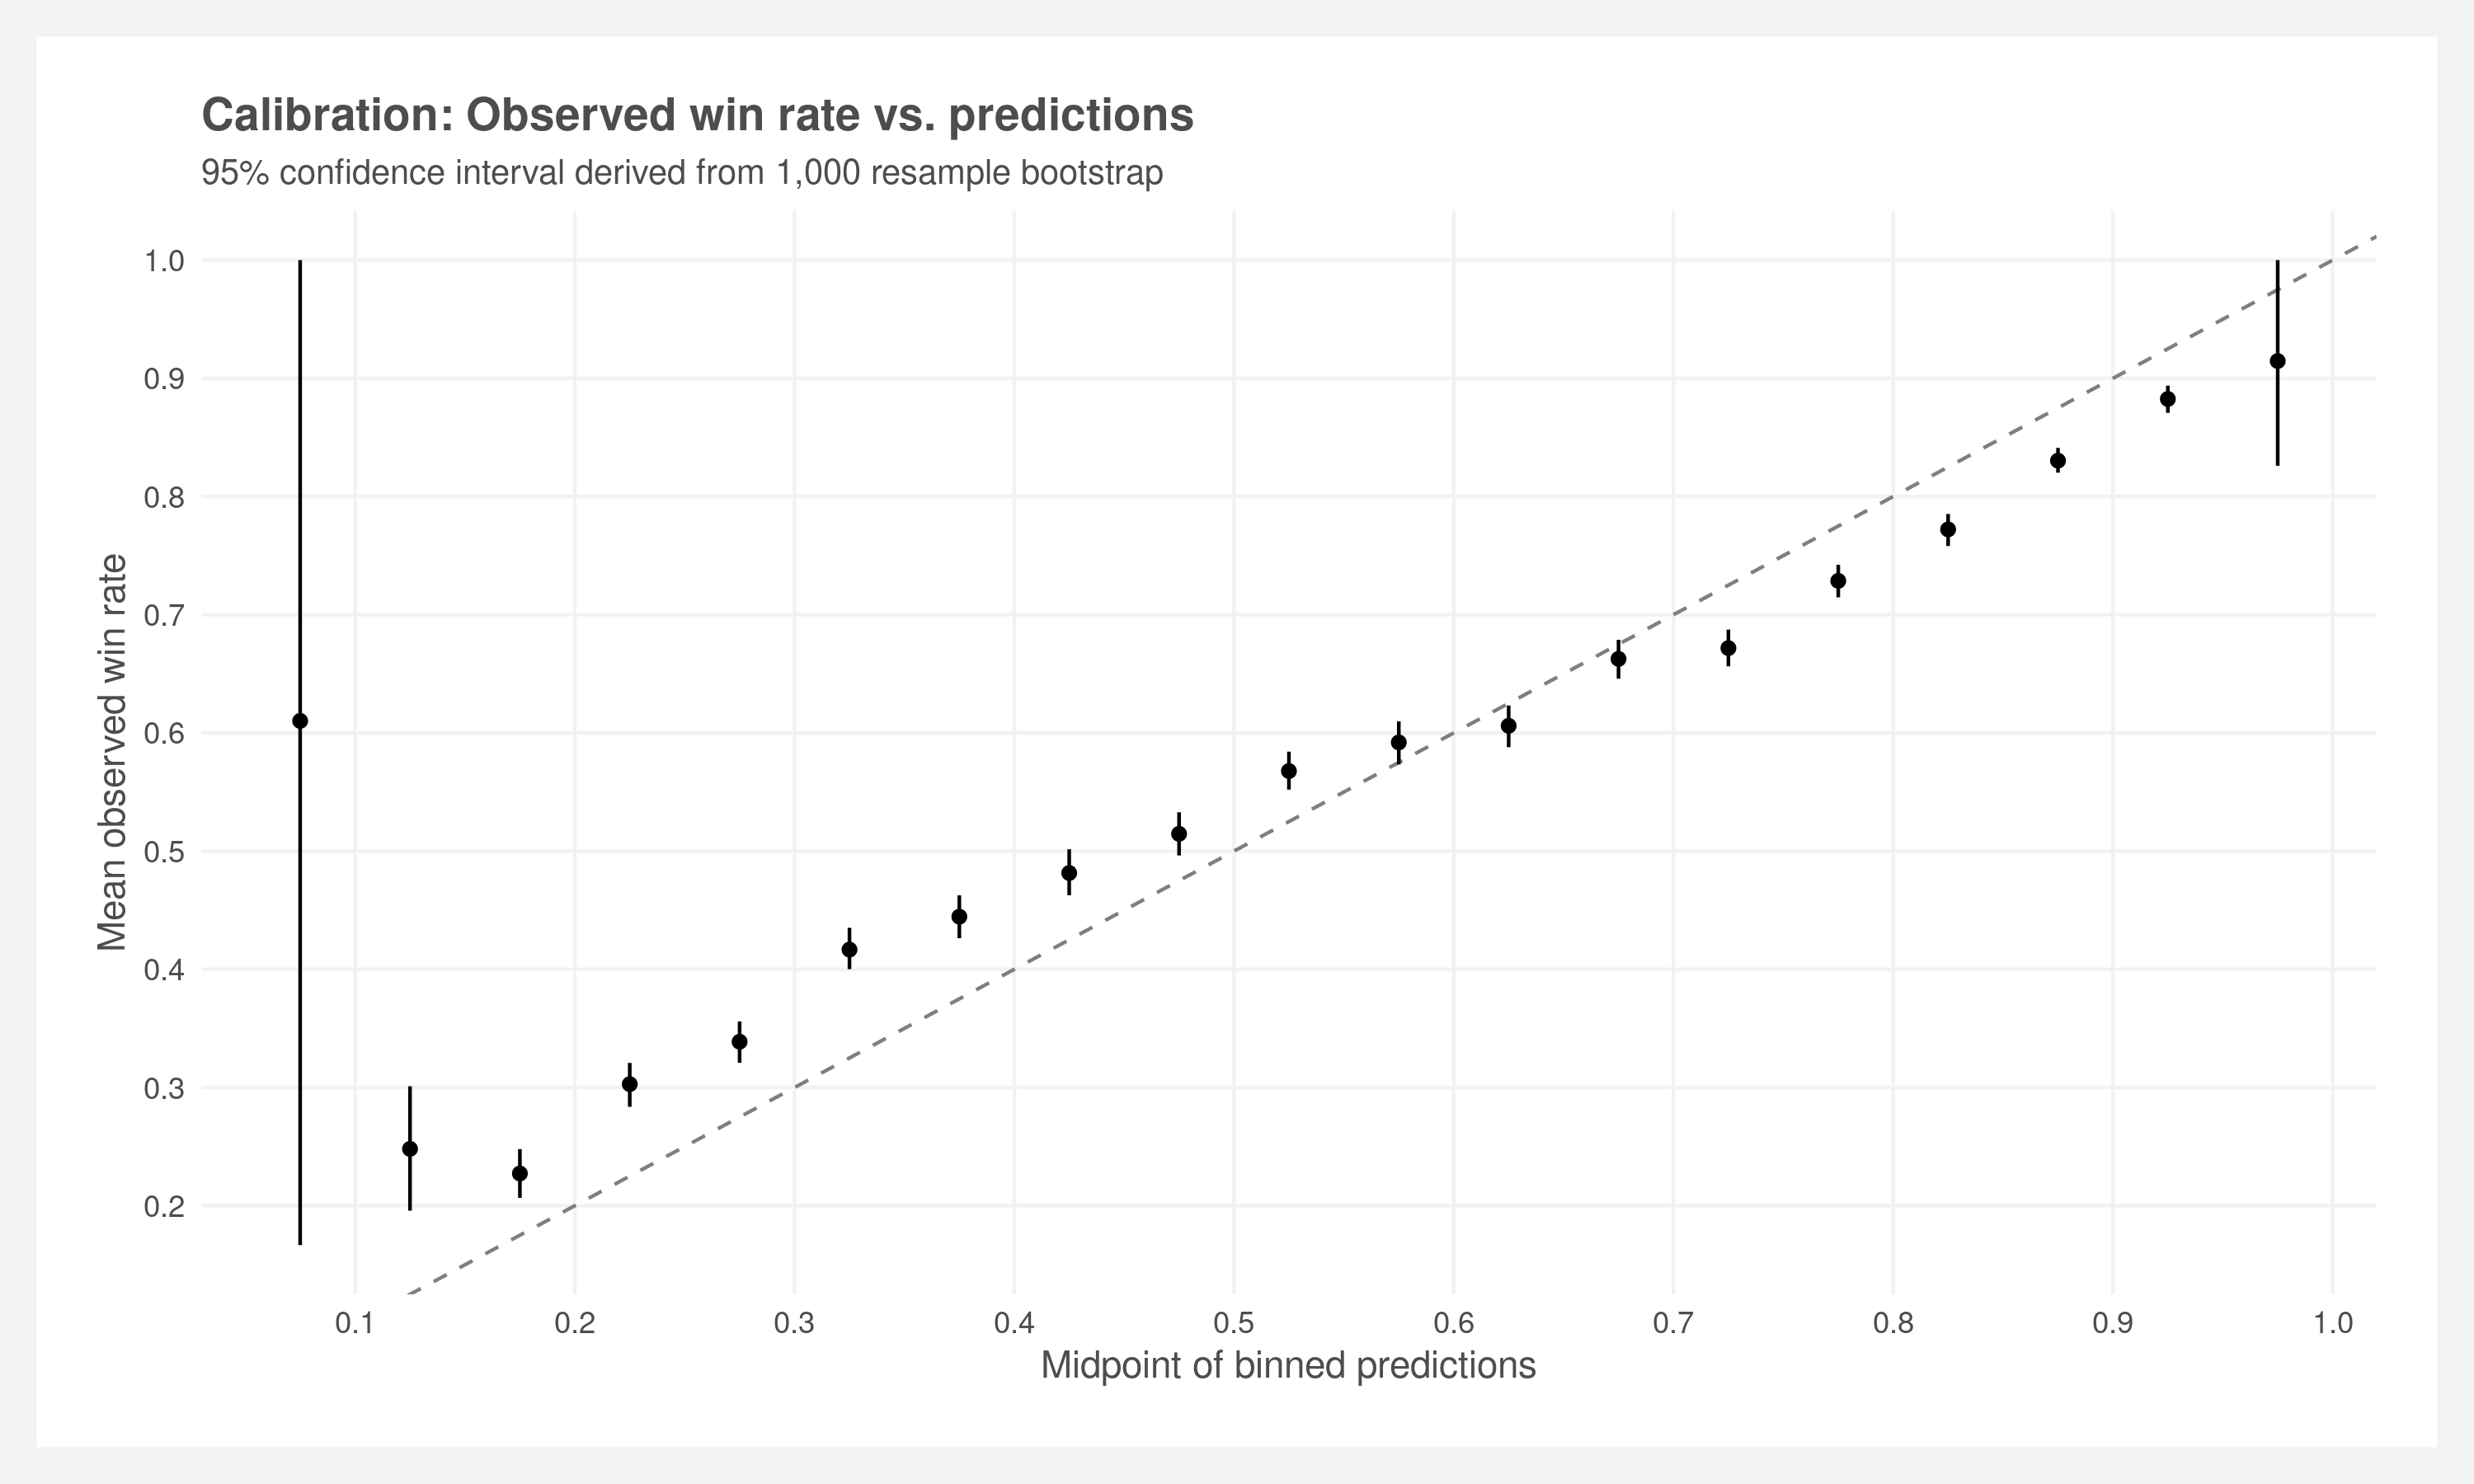 Calibration: Observed win rate vs. predictions
95% confidence interval derived from 1,000 resample bootstrap
Mean observed win rate
1.0
0.9
0.8
0.7
0.6
0.5
0.4
0.3
0.2
0.1 0.2 0.3 0.4 0.5 0.6 0.7 0.8 0.9 1.0
Midpoint of binned predictions